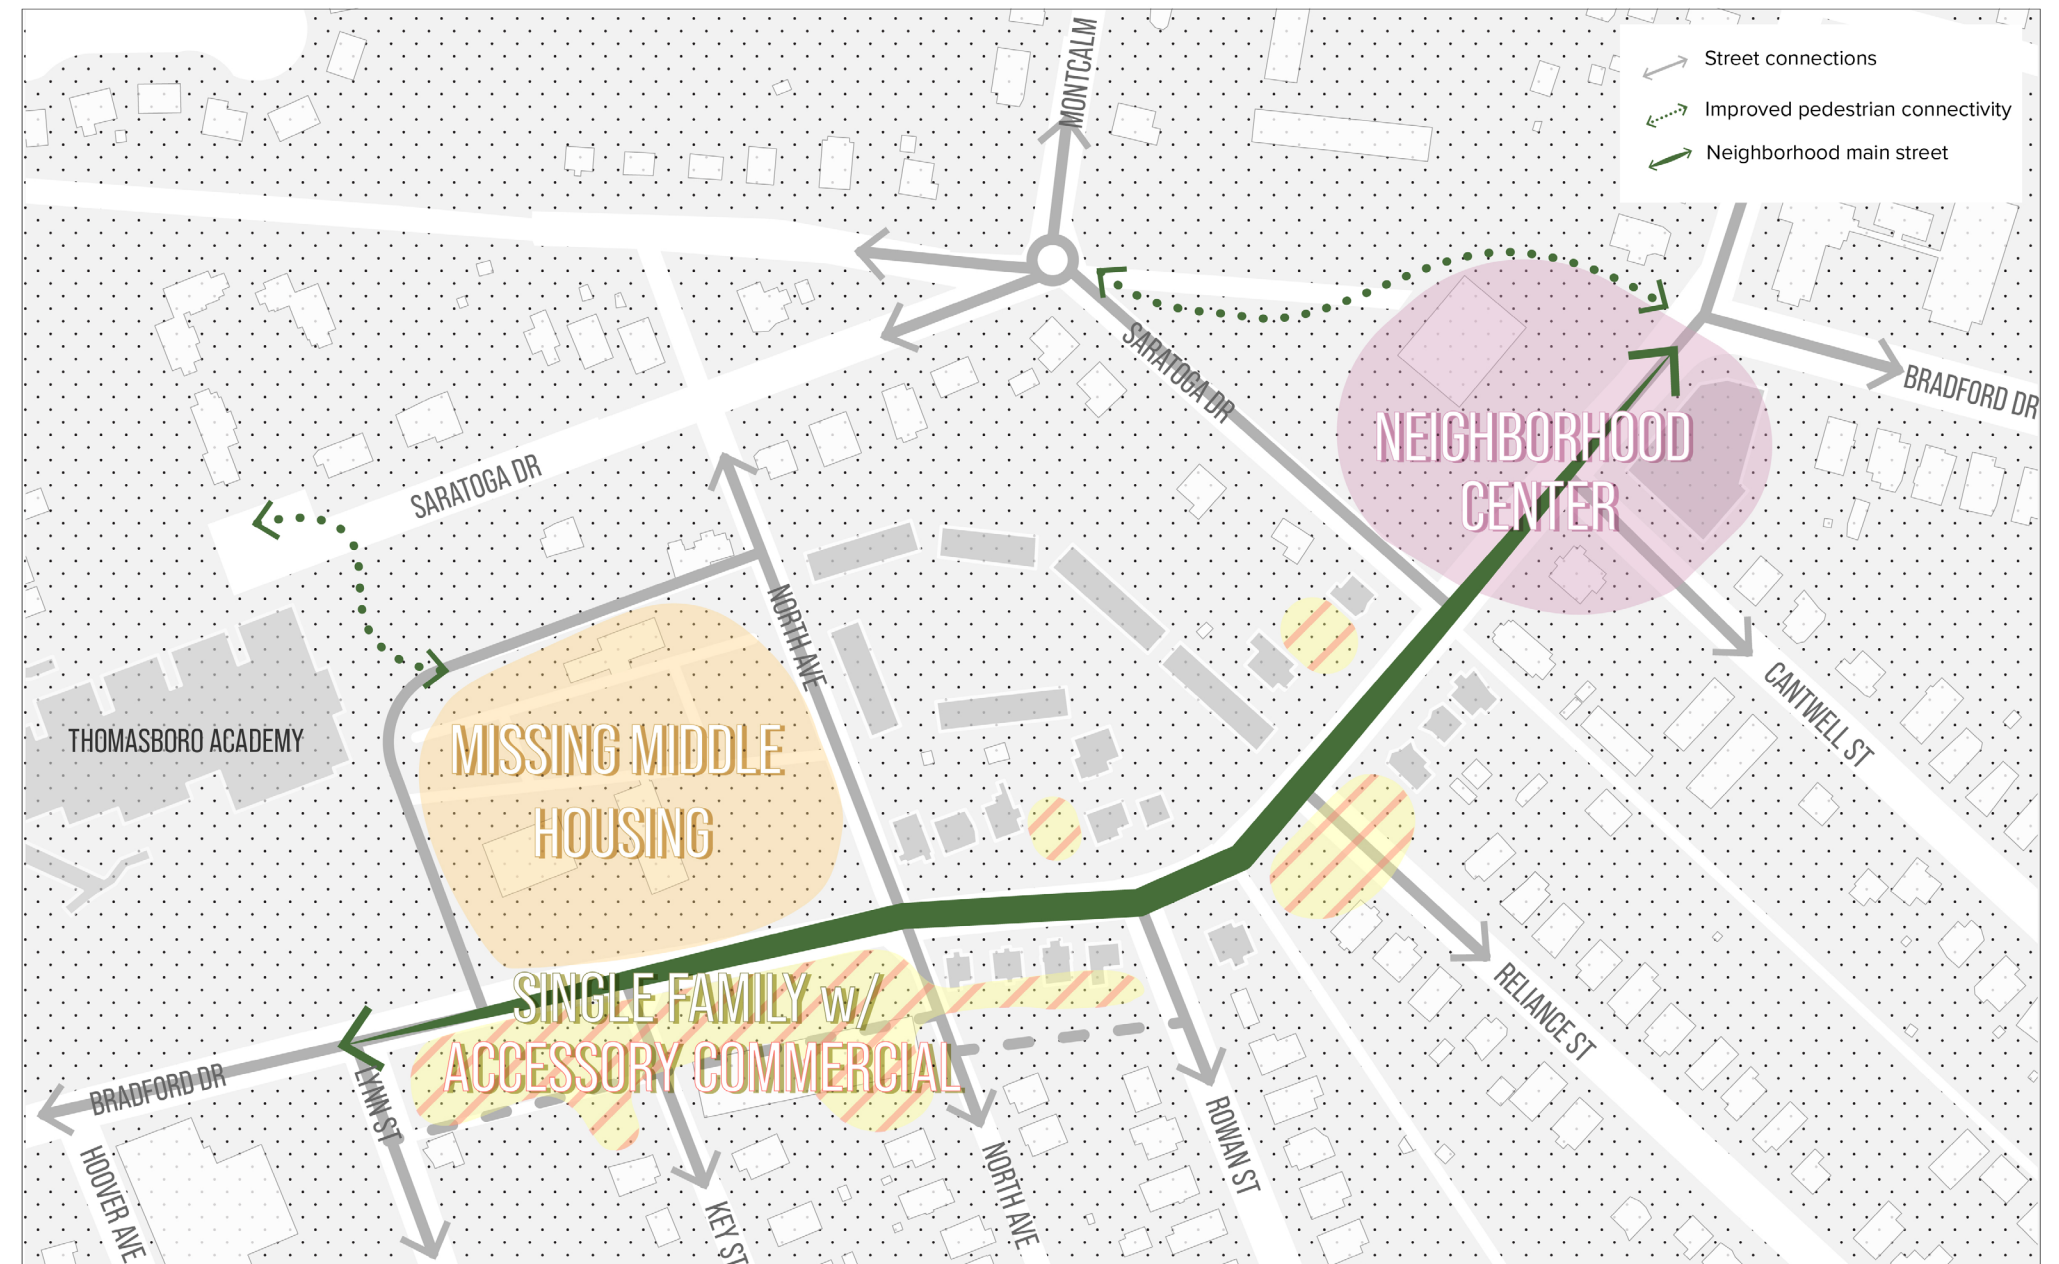 Street connections
Improved pedestrian connectivity
Neighborhood main street
MONTCALM
SARATOGA DR
BRADFORD DR
NEIGHBORHOOD
CENTER
SARATOGA DR
NORTH AVE
THOMASBORO ACADEMY
MISSING MIDDLE
HOUSING
CANTWELL ST
SINGLE FAMILY w/
ACCESSORY COMMERCIAL
RELIANCE ST
BRADFORD DR
LYNN ST
HOOVER AVE
KEY ST
NORTH AVE
ROWAN ST